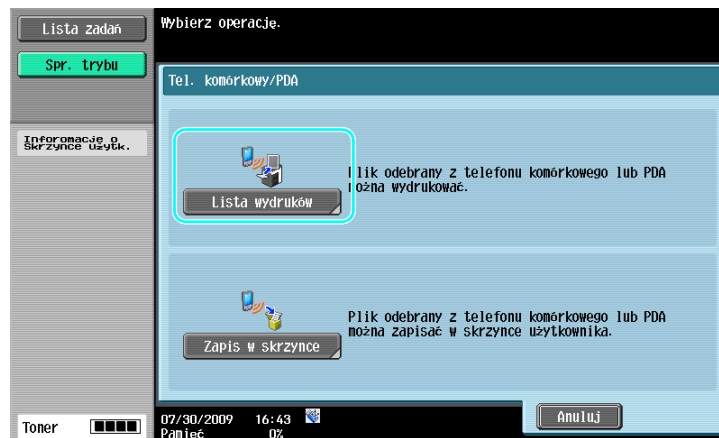 Lista zadań
Spr. trybu
Inforomacje o
Skrzynce użytk.
Toner
Wybierz operację.
Tel. komórkowy/PDA
Lista wydruków
Plik odebrany z telefonu komórkowego lub PDA
można wydrukować.
Zapis w skrzynce
Plik odebrany z telefonu komórkowego lub PDA
można zapisać w skrzynce użytkownika.
Anuluj
07/30/2009 16:43
Pamięć 0%